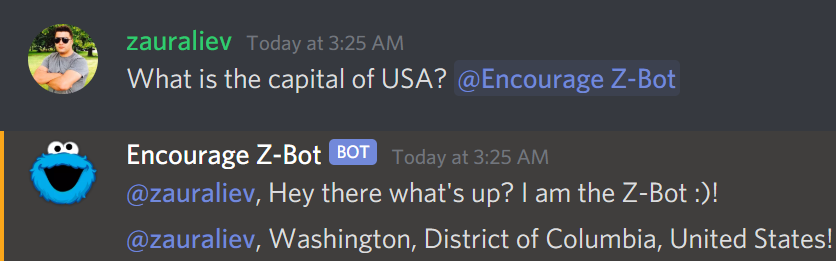 zauraliev Today at 3:25 AM
What is the capital of USA? @Encourage Z-Bot
Encourage Z-Bot BOT Today at 3:25 AM
@zauraliev, Hey there what's up? I am the Z-Bot :)!
@zauraliev, Washington, District of Columbia, United States!